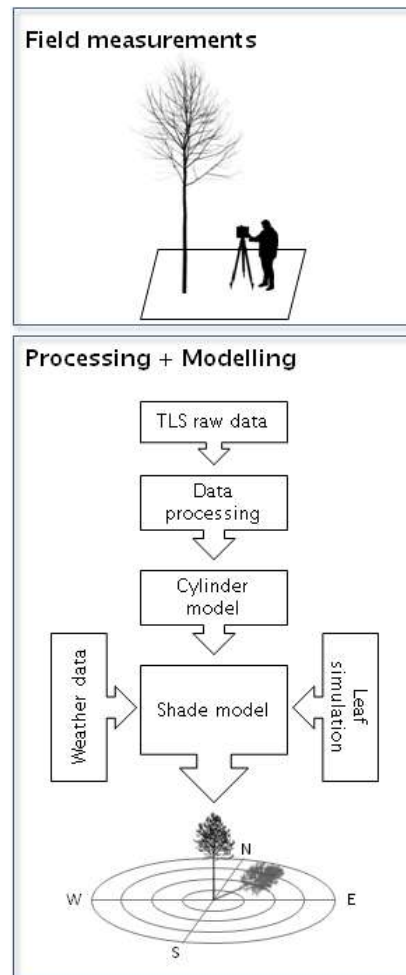 Field measurements
Processing + Modelling
TLS raw data
Data
processing
Cylinder
model
Weather data
Shade model
Leaf
simulation
N
W
E
S